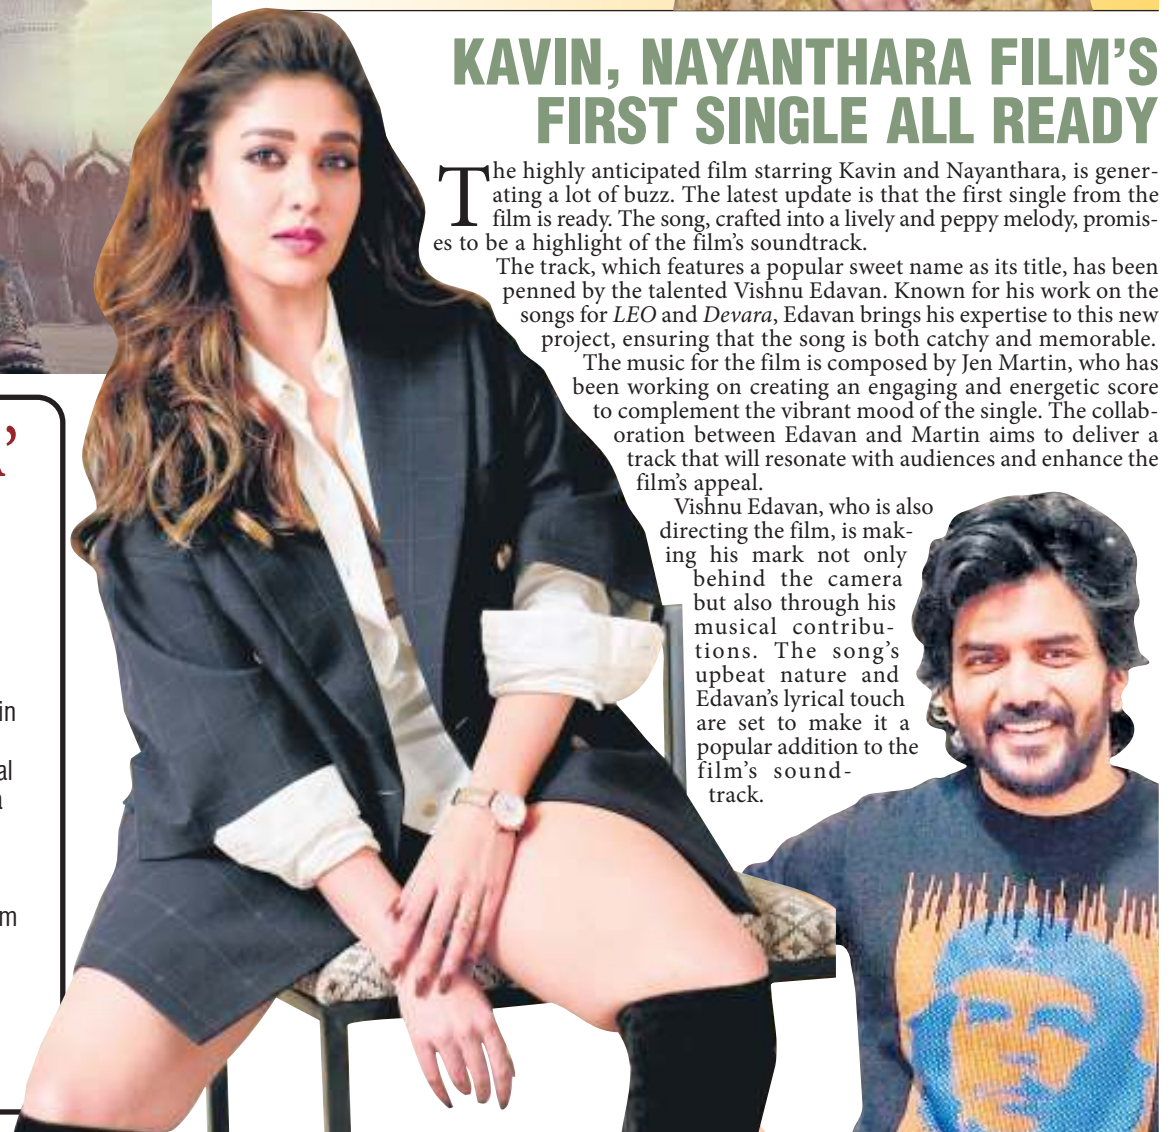 KAVIN, NAYANTHARA FILM'S
FIRST SINGLE ALL READY
The highly anticipated film starring Kavin and Nayanthara, is gener-
ating a lot of buzz. The latest update is that the first single from the
film is ready. The song, crafted into a lively and peppy melody, promis-
es to be a highlight of the film's soundtrack.
The track, which features a popular sweet name as its title, has been
penned by the talented Vishnu Edavan. Known for his work on the
songs for LEO and Devara, Edavan brings his expertise to this new
project, ensuring that the song is both catchy and memorable.
The music for the film is composed by Jen Martin, who has
been working on creating an engaging and energetic score
to complement the vibrant mood of the single. The collab-
oration between Edavan and Martin aims to deliver a
track that will resonate with audiences and enhance the
film's appeal.
Vishnu Edavan, who is also
directing the film, is mak-
ing his mark not only
behind the camera
but also through his
musical contribu-
tions. The song's
upbeat nature and
Edavan's lyrical touch
are set to make it a
popular addition to the
film's sound-
track.
in
al
m